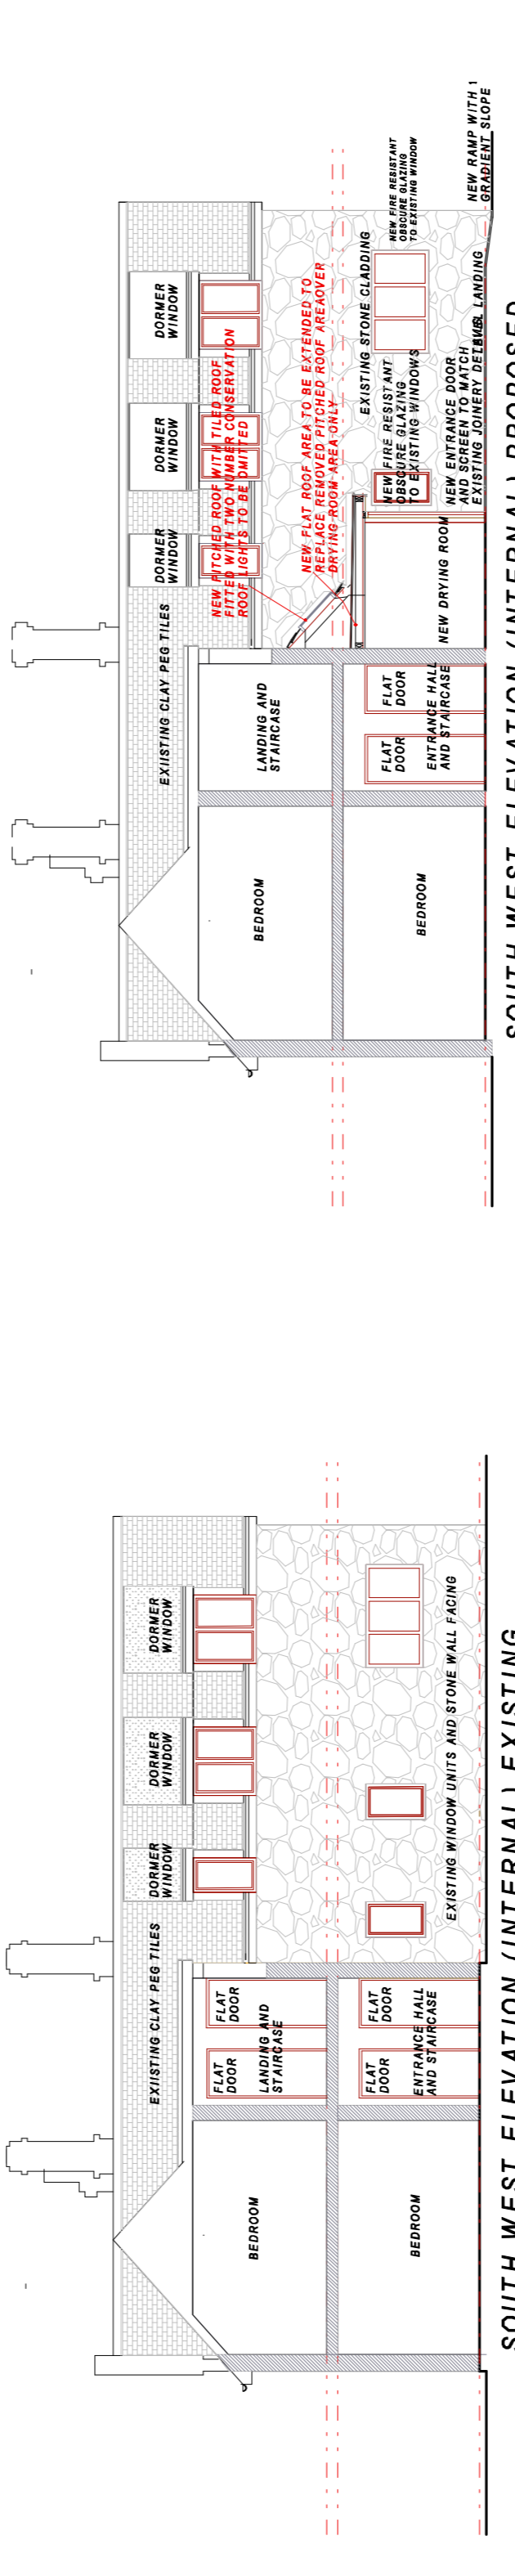 EXIISTING CLAY PEG TILES
DORMER
WINDOW
DORMER
WINDOW
DORMER
WINDOW
FLAT
DOOR
FLAT
DOOR
LANDING AND
STAIRCASE
BEDROOM
FLAT
DOOR
FLAT
DOOR
ENTRANCE HALL
AND STAIRCASE
BEDROOM
EXISTING WINDOW UNITS AND STONE WALL FACING
SOUTH WEST ELEVATION (INTERNAL) EXISTING
EXIISTING CLAY PEG TILES
DORMER
WINDOW
DORMER
WINDOW
DORMER
WINDOW
NEW PITCHED ROOF WITH TILED ROOF
FITTED WITH TWO NUMBER CONSERVATION
ROOF LIGHTS TO BE OMITTED
LANDING AND
STAIRCASE
BEDROOM
NEW FLAT ROOF AREA TO BE EXTENDED TO
REPLACE REMOVED PITCHED ROOF AREAOVER
DRYING ROOM AREA ONLY
EXISTING STONE CLADDING
NEW FIRE RESISTANT
OBSCURE GLAZING
TO EXISTING WINDOW
NEW FIRE RESISTANT
OBSCURE GLAZING
TO EXISTING WINDOWS
FLAT
DOOR
FLAT
DOOR
ENTRANCE HALL
AND STAIRCASE
BEDROOM
NEW DRYING ROOM
NEW ENTRANCE DOOR
AND SCREEN TO MATCH
EXISTING JOINERY DETAILS
LEVEL LANDING
NEW RAMP WITH 1
GRADIENT SLOPE
SOUTH WEST ELEVATION (INTERNAL) PROPOSED